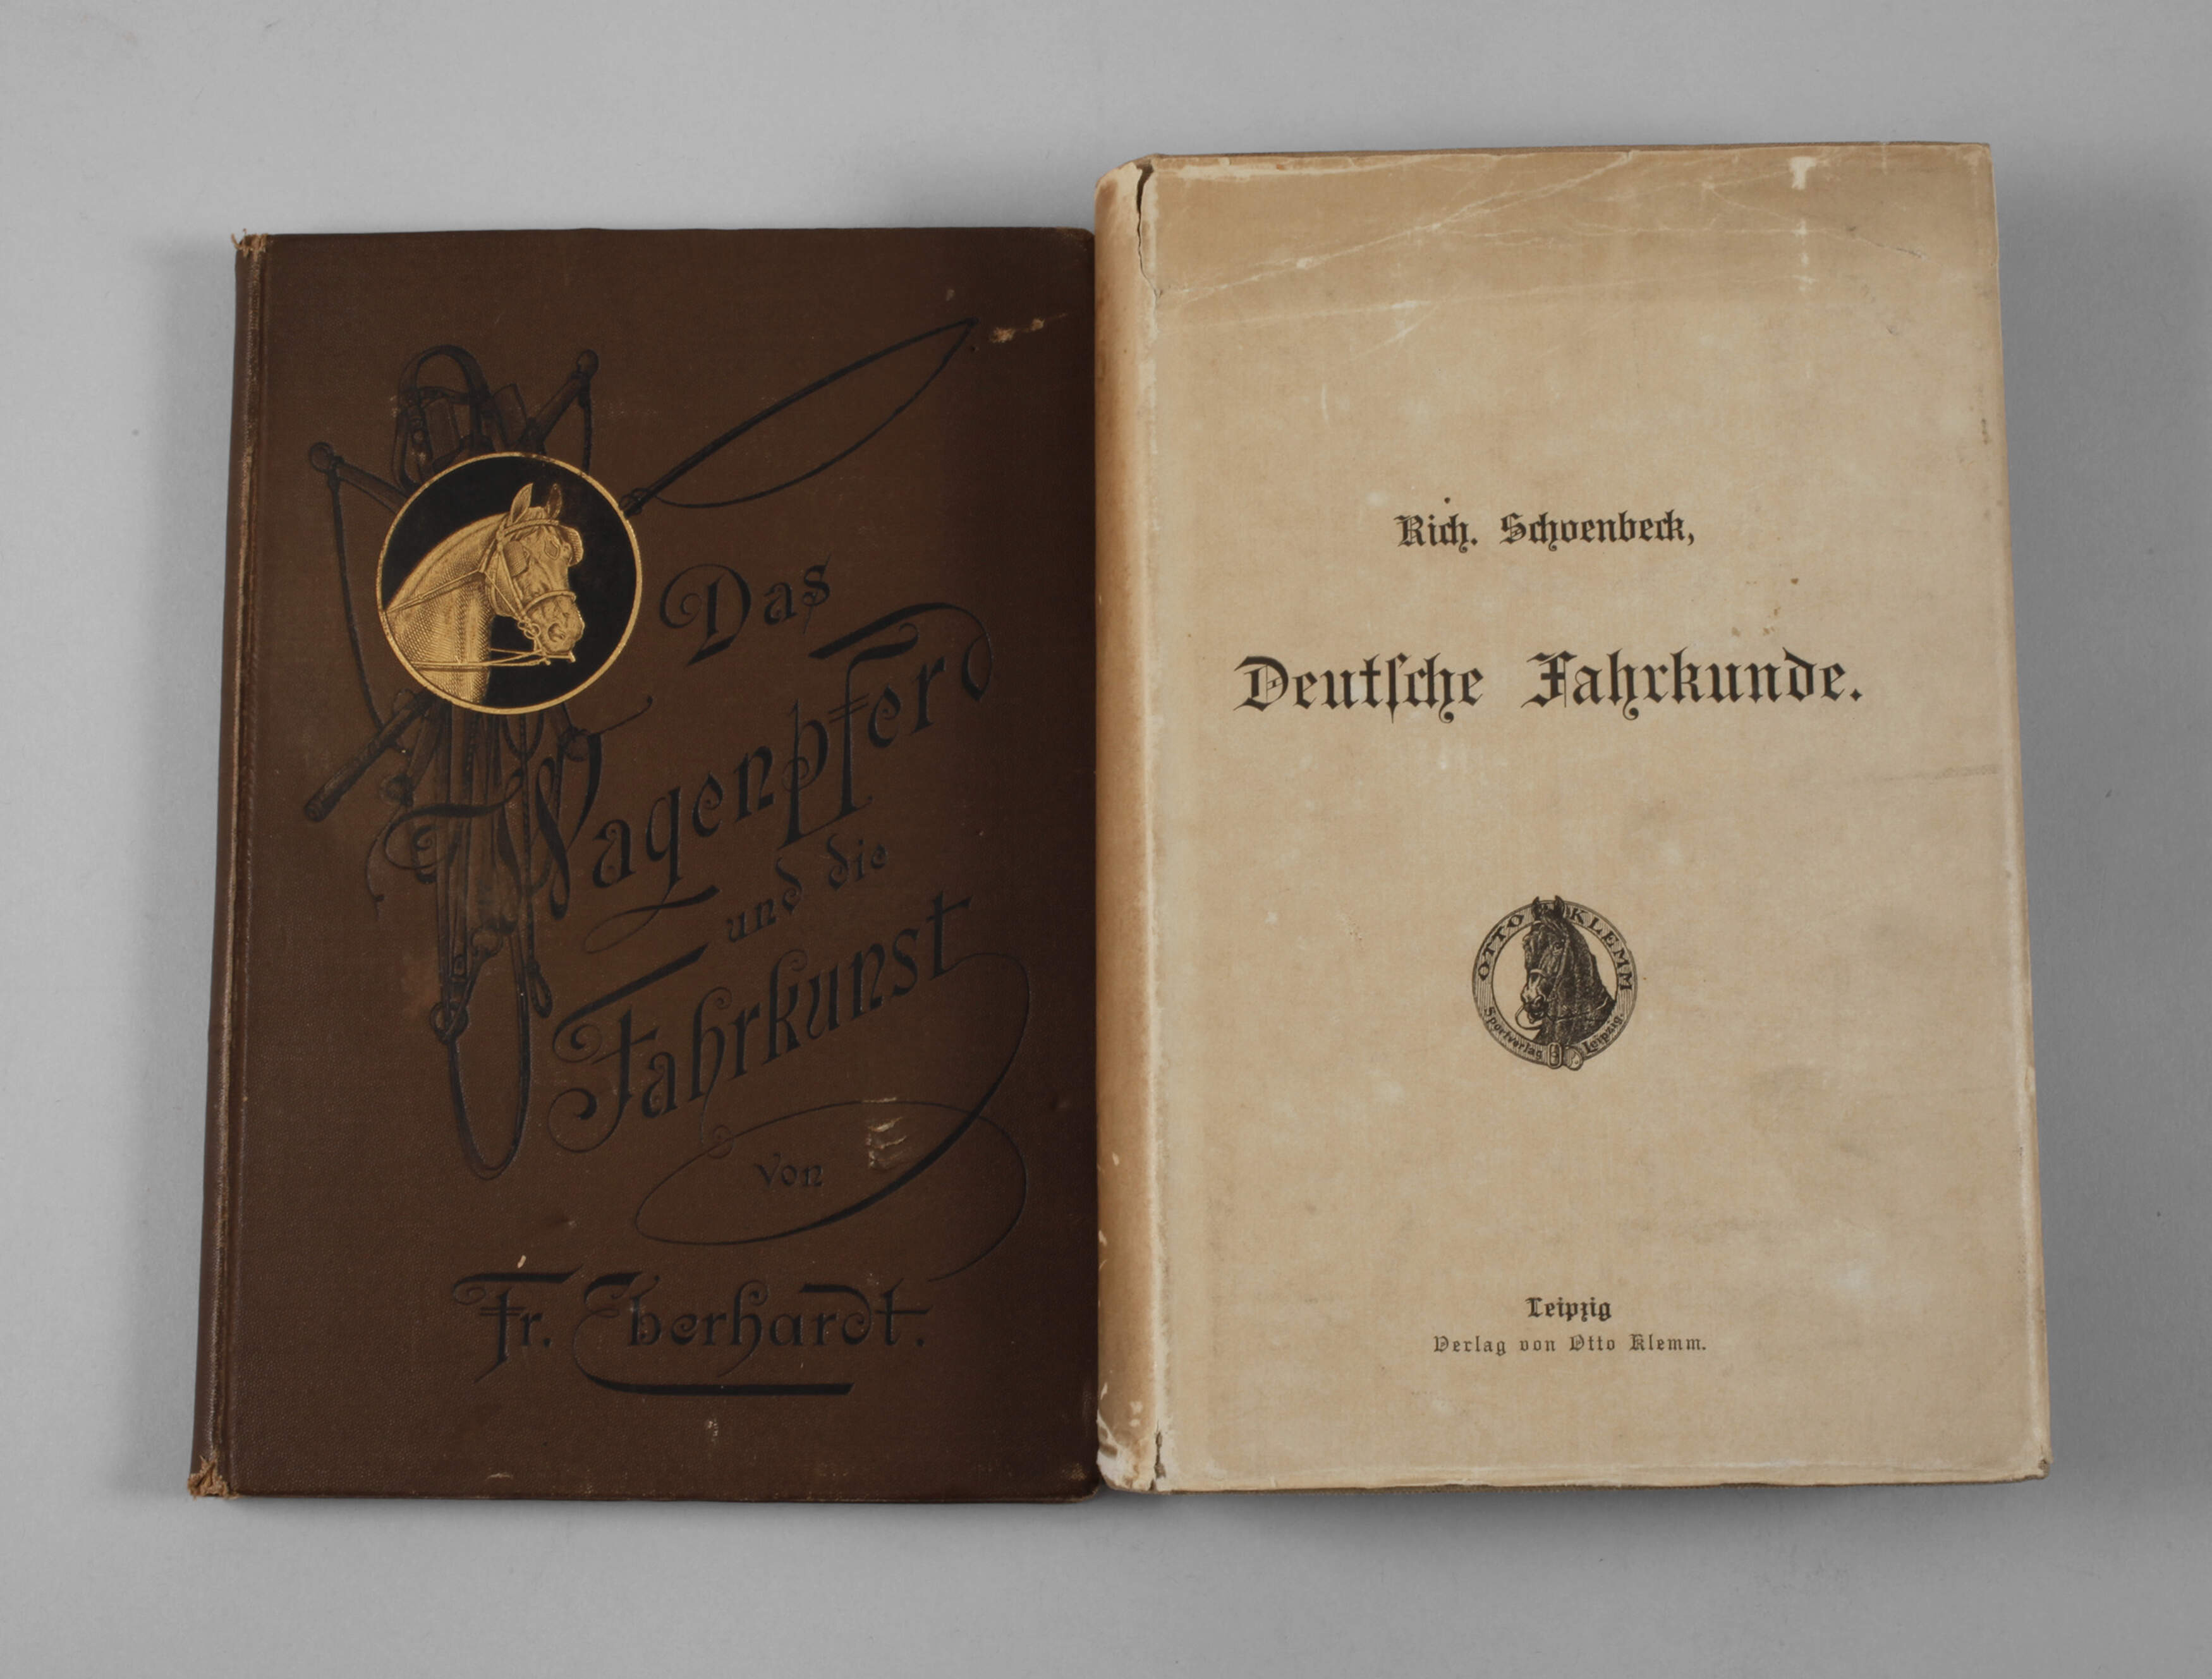 Das
Wagenpferd
und die
Fahrkunst
von
Fr. Eberhardt.
Rich. Schoenbeck,
Deutſche Fahrkunde.
OTTO KLEMM
Sportverlag Leipzig.
Leipzig
Verlag von Otto Klemm.